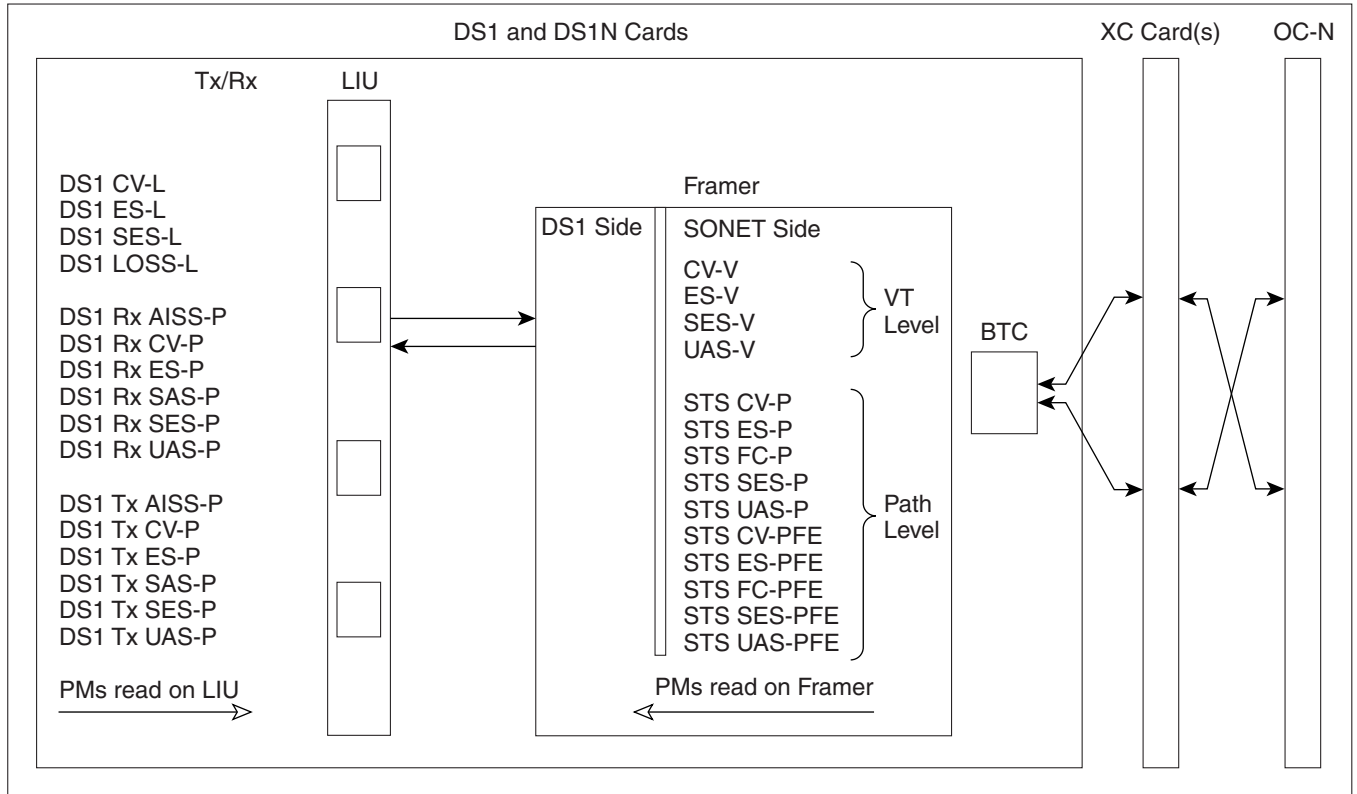 DS1 and DS1N Cards
XC Card(s)
OC-N
Tx/Rx
LIU
DS1 CV-L
DS1 ES-L
DS1 SES-L
DS1 LOSS-L
DS1 Rx AISS-P
DS1 Rx CV-P
DS1 Rx ES-P
DS1 Rx SAS-P
DS1 Rx SES-P
DS1 Rx UAS-P
DS1 Tx AISS-P
DS1 Tx CV-P
DS1 Tx ES-P
DS1 Tx SAS-P
DS1 Tx SES-P
DS1 Tx UAS-P
PMs read on LIU
Framer
DS1 Side
SONET Side
CV-V
ES-V
SES-V
UAS-V
VT
Level
STS CV-P
STS ES-P
STS FC-P
STS SES-P
STS UAS-P
STS CV-PFE
STS ES-PFE
STS FC-PFE
STS SES-PFE
STS UAS-PFE
Path
Level
PMs read on Framer
BTC